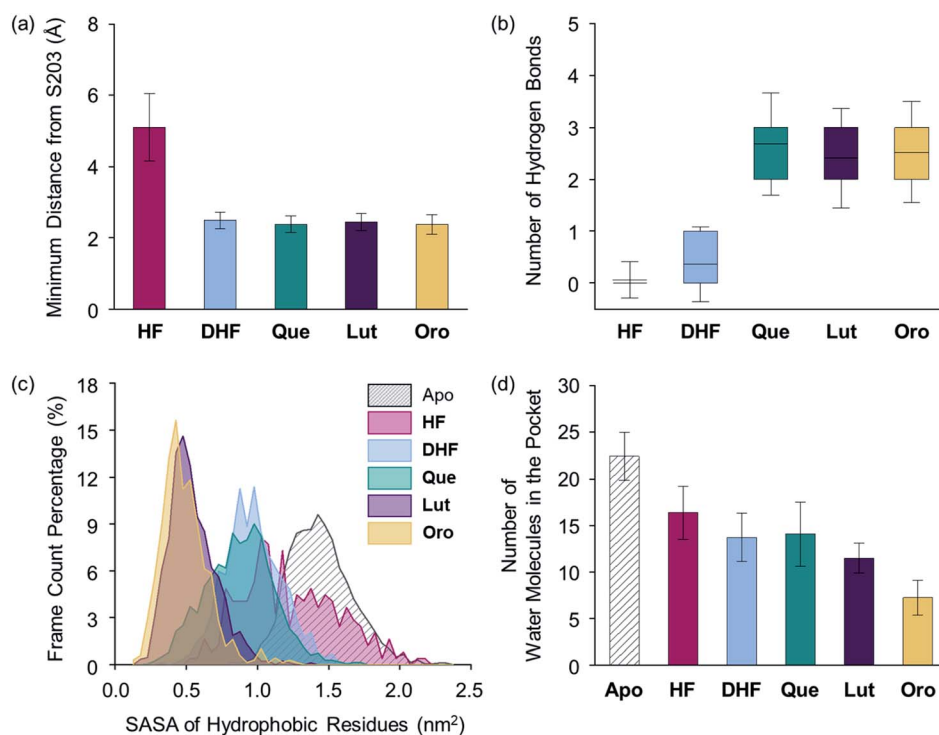 (a)
Minimum Distance from S203 (Å)
8
6
4
2
0
HF DHF Que Lut Oro
(b)
Number of Hydrogen Bonds
5
4
3
2
1
0
HF DHF Que Lut Oro
(c)
Frame Count Percentage (%)
18
15
12
9
6
3
0
Apo
HF
DHF
Que
Lut
Oro
0.0 0.5 1.0 1.5 2.0 2.5
SASA of Hydrophobic Residues (nm²)
(d)
Number of
Water Molecules in the Pocket
30
25
20
15
10
5
0
Apo HF DHF Que Lut Oro